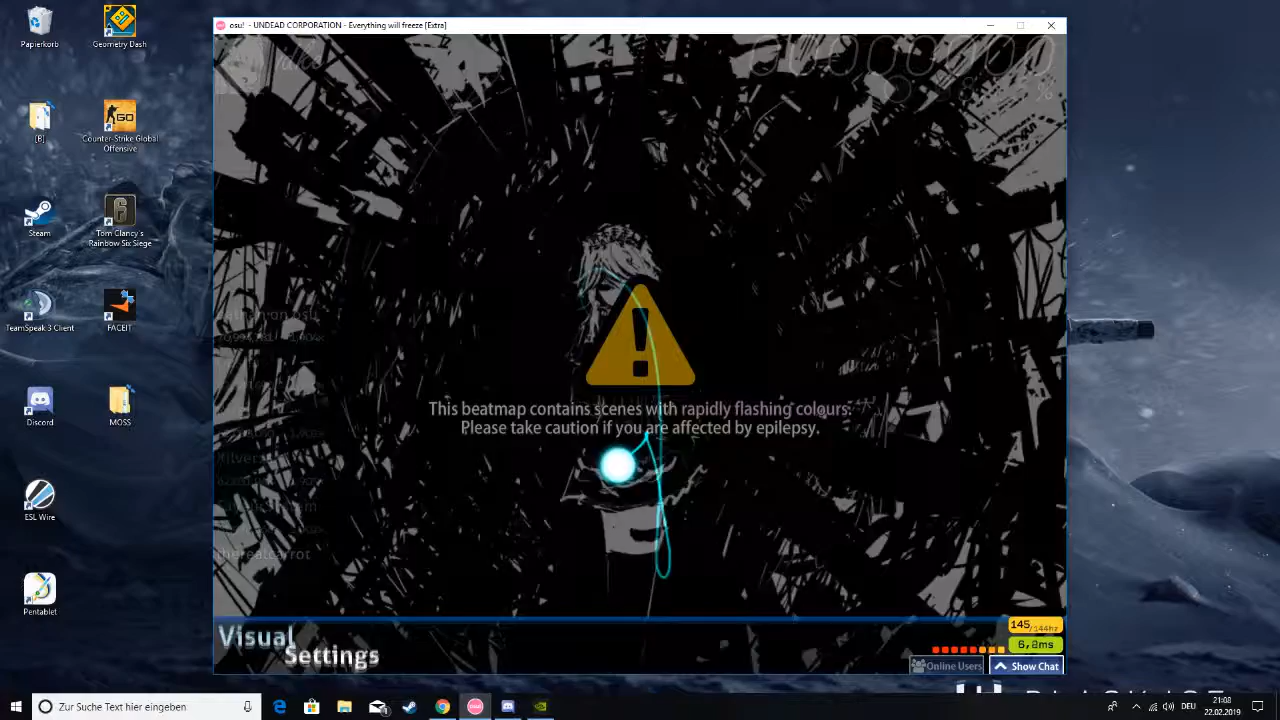 osu! - UNDEAD CORPORATION - Everything will freeze [Extra]
Papierkorb
Geometry Dash
[B]
Counter-Strike Global
Offensive
Steam
Tom Clancy's
Rainbow Six Siege
TeamSpeak 3 Client
FACEIT
Discord
MOSS
ESL Wire
Pentablet
This beatmap contains scenes with rapidly flashing colours.
Please take caution if you are affected by epilepsy.
Visual
Settings
145/144hz
6,8ms
Online Users
Show Chat
Zur Suche Text hier eingeben
DEU
21:08
22.02.2019